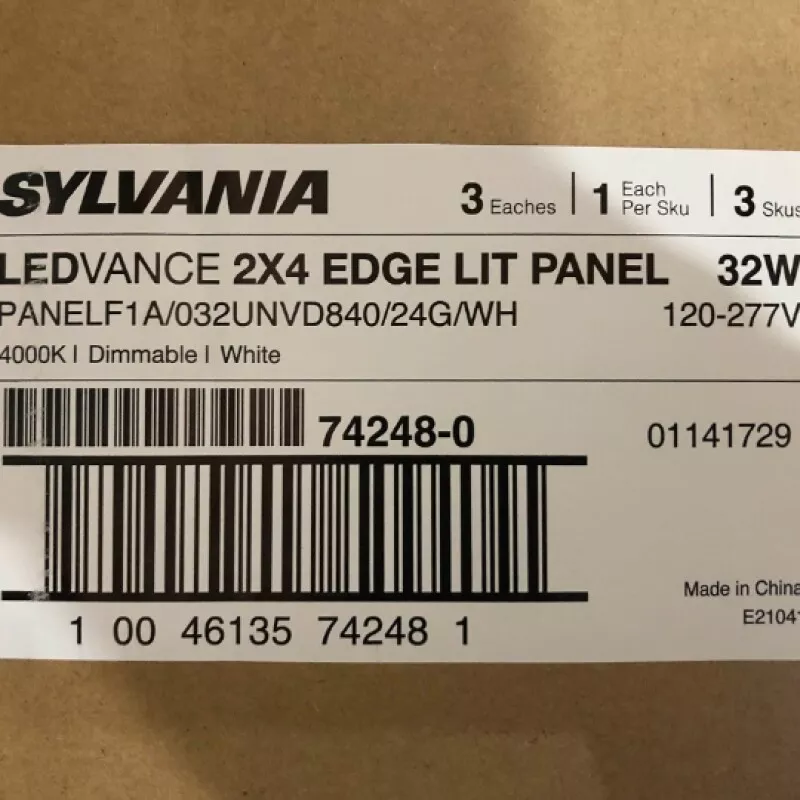 SYLVANIA
3 Eaches | 1 Each Per Sku | 3 Skus
LEDVANCE 2X4 EDGE LIT PANEL 32W
PANELF1A/032UNVD840/24G/WH 120-277V
4000K | Dimmable | White
74248-0 01141729
Made in China
E21041
1 00 46135 74248 1